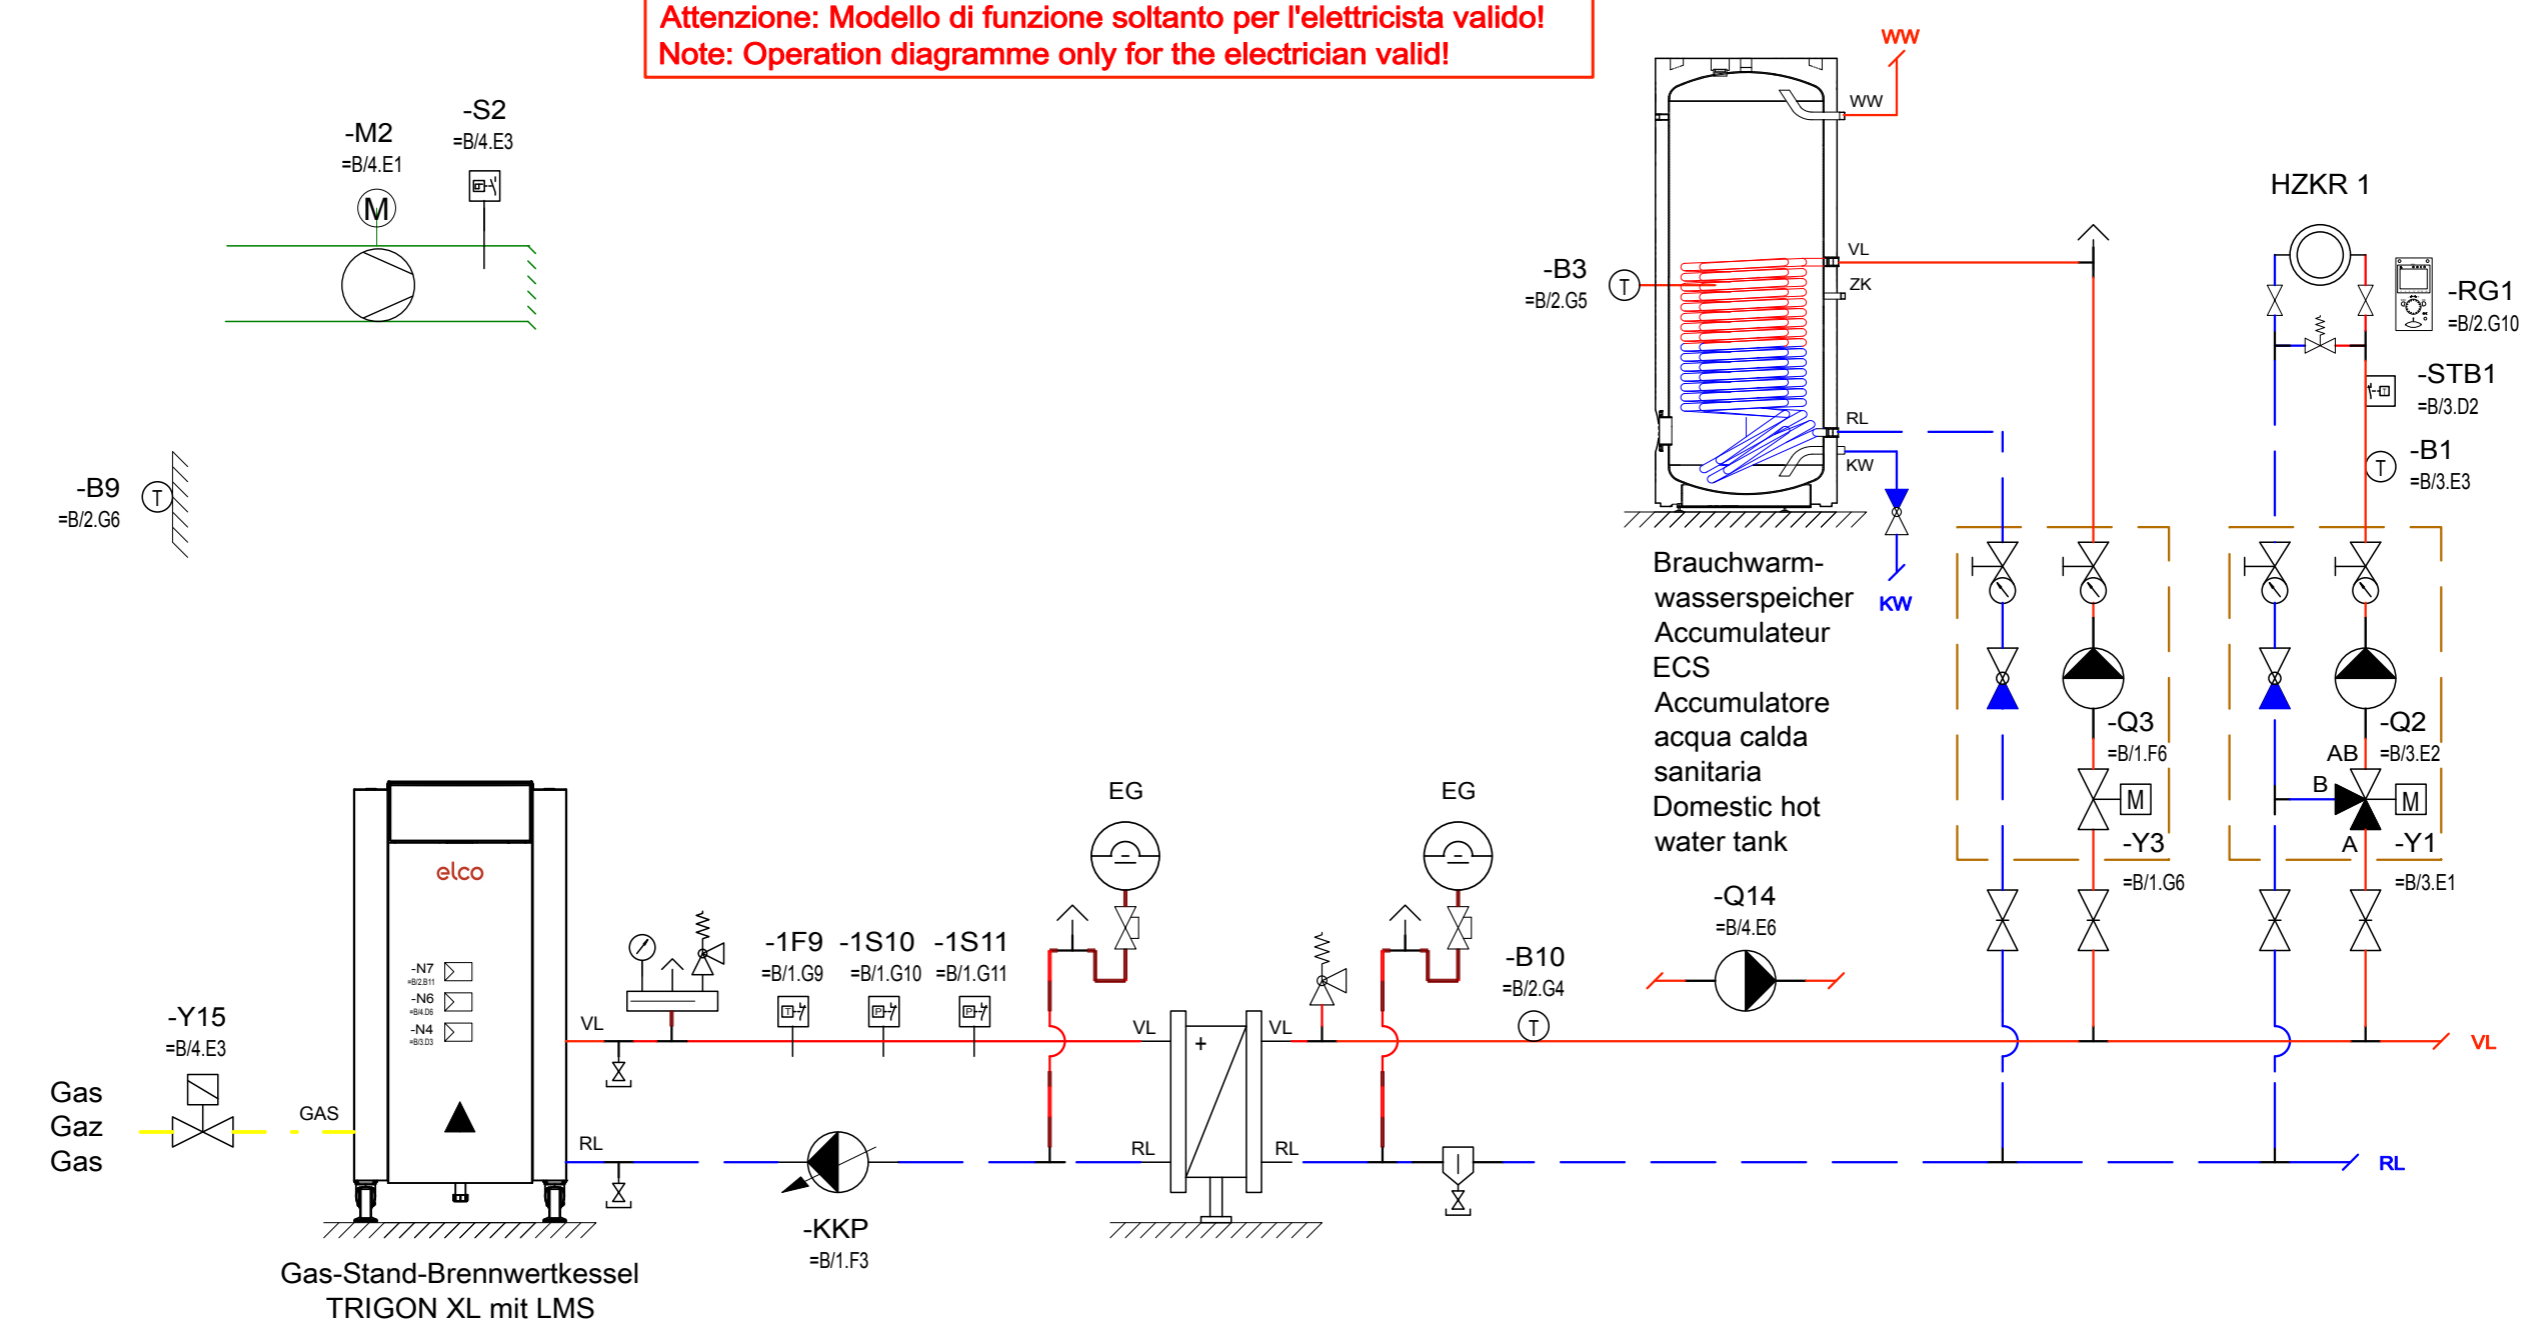 Attenzione: Modello di funzione soltanto per l'elettricista valido!
Note: Operation diagramme only for the electrician valid!
WW
WW
-S2
=B/4.E3
-M2
=B/4.E1
M
HZKR 1
VL
-B3
=B/2.G5
T
ZK
-RG1
=B/2.G10
-STB1
=B/3.D2
T
RL
-B1
=B/3.E3
T
KW
-B9
=B/2.G6
T
KW
Brauchwarm-
wasserspeicher
Accumulateur
ECS
Accumulatore
acqua calda
sanitaria
Domestic hot
water tank
-Q3
=B/1.F6
M
-Y3
=B/1.G6
-Q2
=B/3.E2
AB
B
M
A
-Y1
=B/3.E1
EG
EG
elco
-Q14
=B/4.E6
-1F9
=B/1.G9
T
-1S10
=B/1.G10
P
-1S11
=B/1.G11
P
-B10
=B/2.G4
T
-N7
=B/2.B11
-N6
=B/4.D6
-N4
=B/3.D3
-Y15
=B/4.E3
VL
VL
+
VL
VL
Gas
Gaz
Gas
GAS
RL
RL
RL
RL
-KKP
=B/1.F3
Gas-Stand-Brennwertkessel
TRIGON XL mit LMS